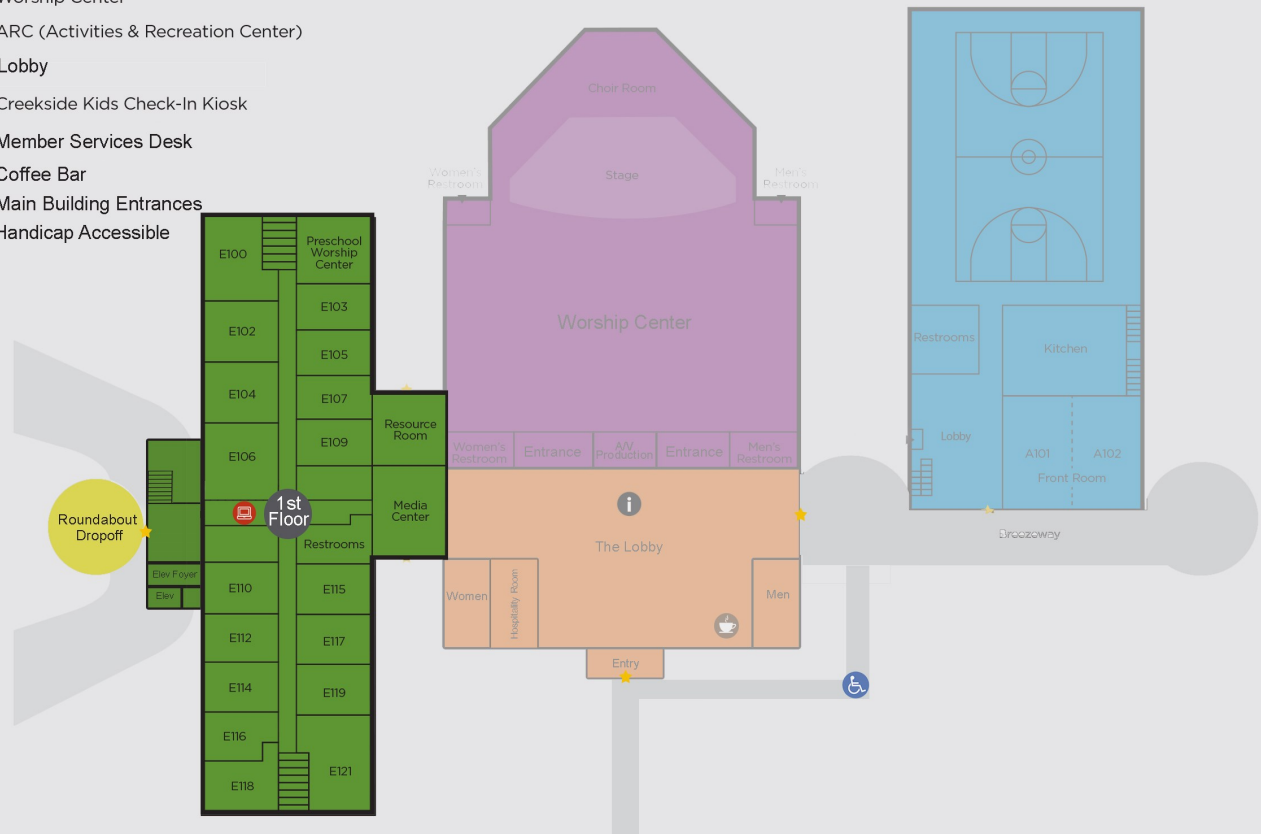 Worship Center
ARC (Activities & Recreation Center)
Lobby
Creekside Kids Check-In Kiosk
Member Services Desk
Coffee Bar
Main Building Entrances
Handicap Accessible
Choir Room
Stage
Women's
Restroom
Men's
Restroom
Worship Center
Women's
Restroom
Entrance
A/V
Production
Entrance
Men's
Restroom
E100
Preschool
Worship
Center
E103
E102
E105
E104
E107
E109
E106
Resource
Room
Media
Center
1st
Floor
Restrooms
Roundabout
Dropoff
Elev Foyer
Elev
E110
E115
E112
E117
E114
E119
E116
E121
E118
i
The Lobby
Women
Hospitality Room
Men
Entry
Restrooms
Kitchen
Lobby
A101
A102
Front Room